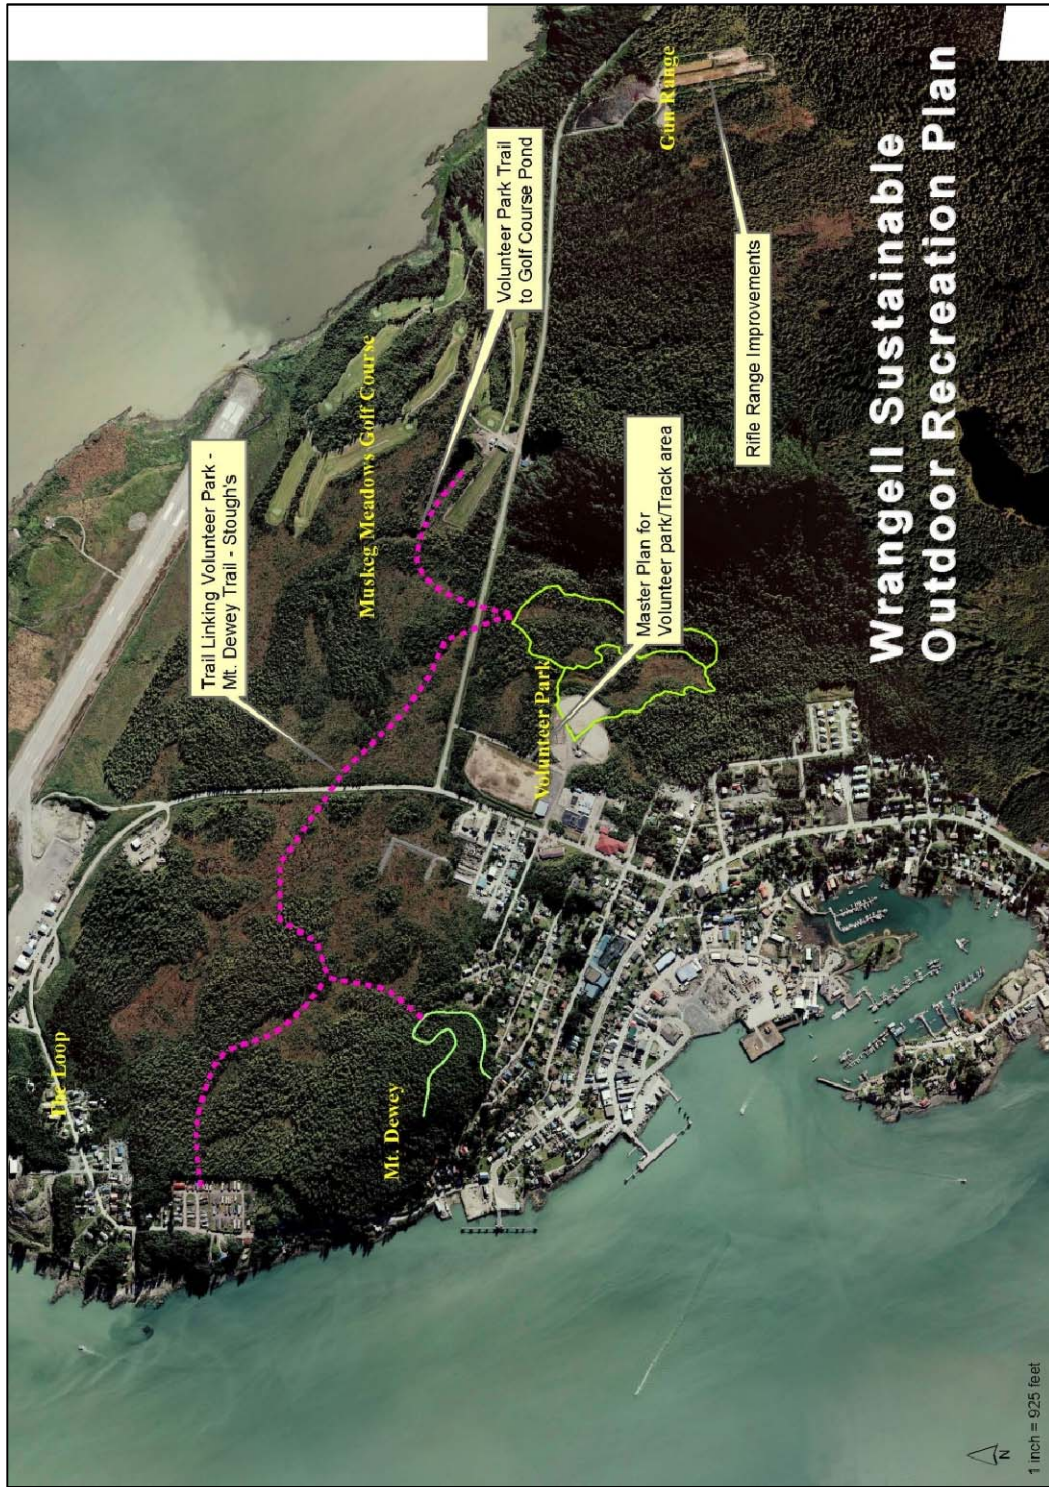 The Loop
Trail Linking Volunteer Park -
Mt. Dewey Trail - Stough's
Muskeg Meadows Golf Course
Mt. Dewey
Volunteer Park Trail
to Golf Course Pond
Volunteer Park
Master Plan for
Volunteer park/Track area
Gun Range
Rifle Range Improvements
Wrangell Sustainable
Outdoor Recreation Plan
N
1 inch = 925 feet